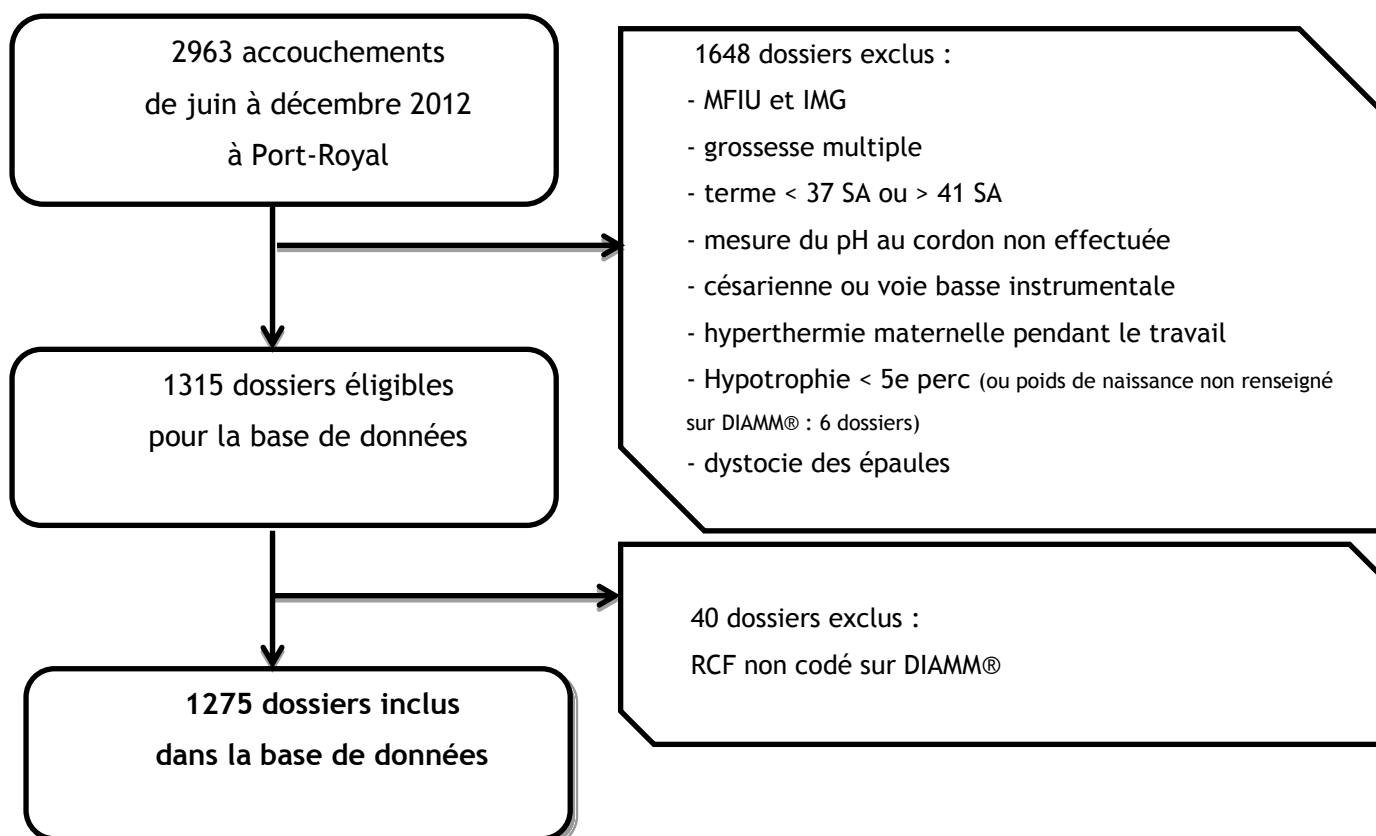 2963 accouchements
de juin à décembre 2012
à Port-Royal
1648 dossiers exclus :
- MFIU et IMG
- grossesse multiple
- terme < 37 SA ou > 41 SA
- mesure du pH au cordon non effectuée
- césarienne ou voie basse instrumentale
- hyperthermie maternelle pendant le travail
- Hypotrophie < 5e perc (ou poids de naissance non renseigné
sur DIAMM® : 6 dossiers)
- dystocie des épaules
1315 dossiers éligibles
pour la base de données
40 dossiers exclus :
RCF non codé sur DIAMM®
1275 dossiers inclus
dans la base de données